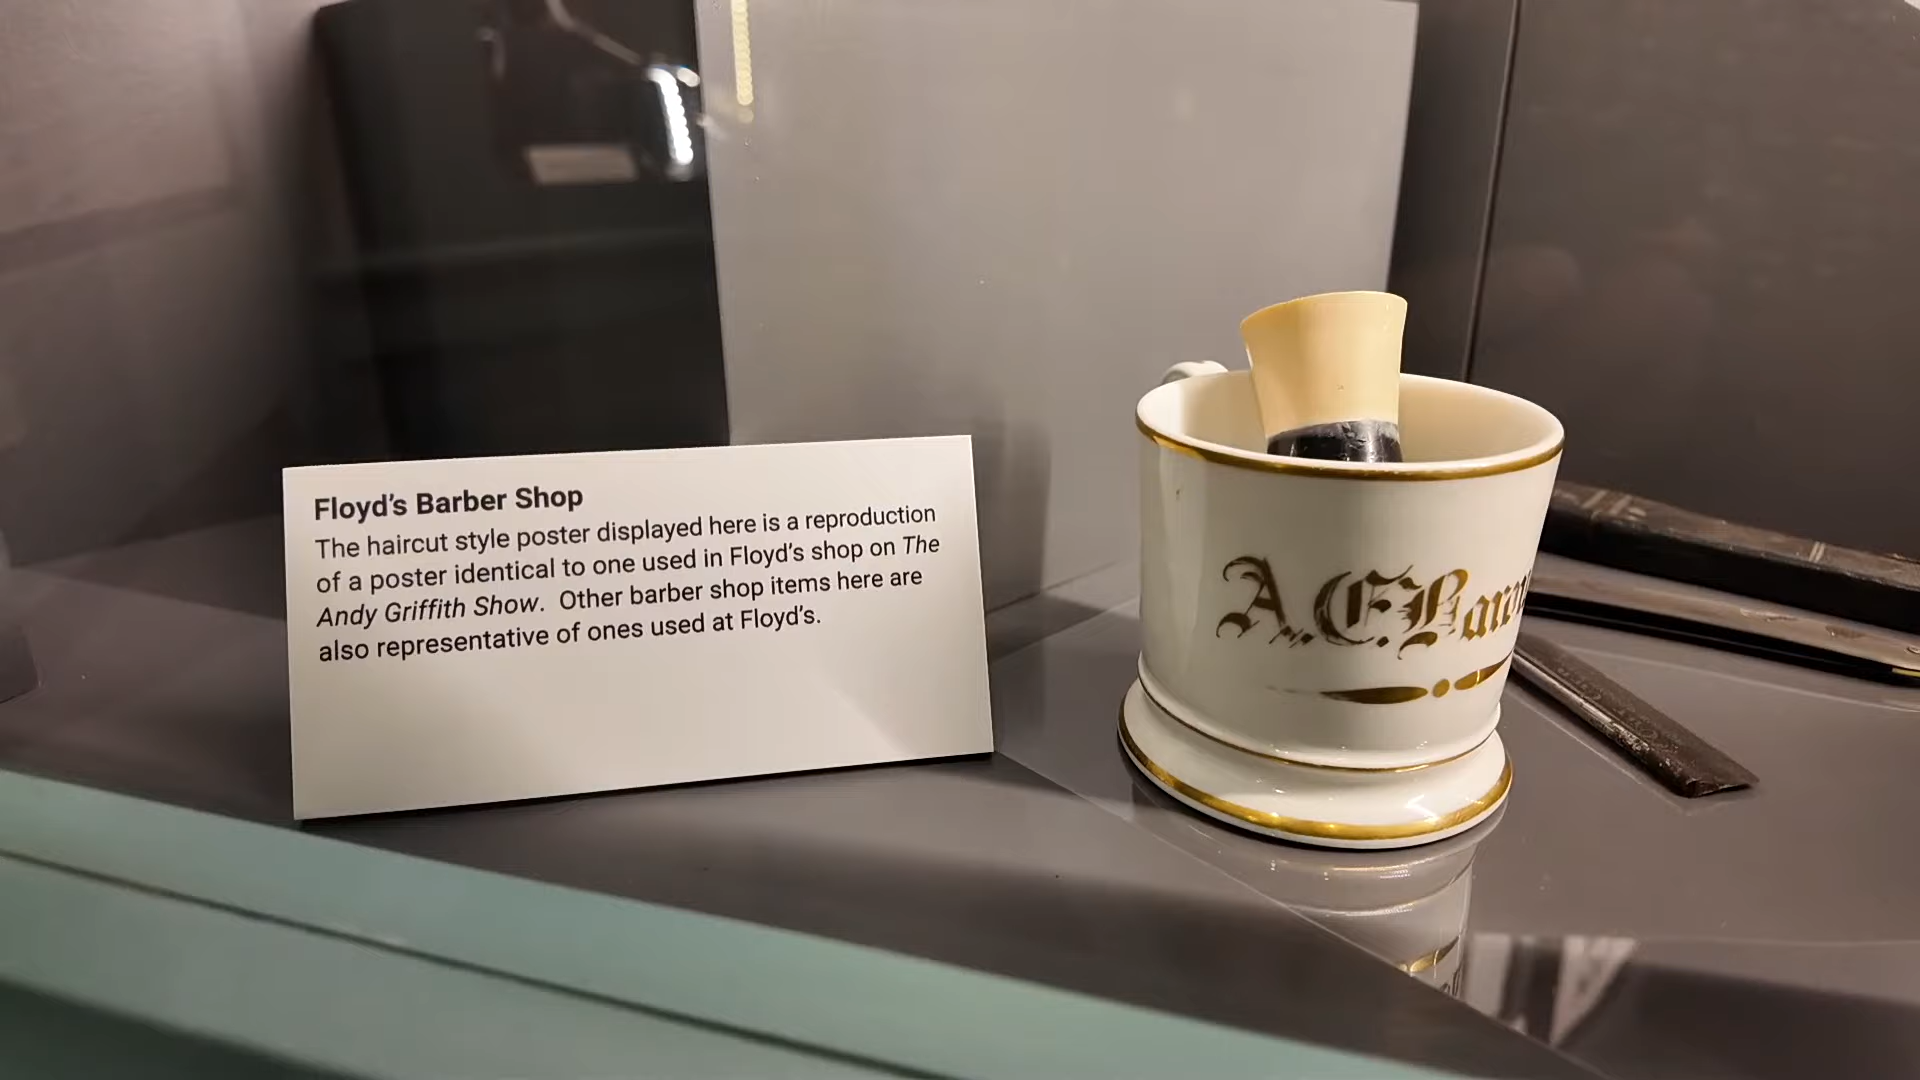 Floyd's Barber Shop
The haircut style poster displayed here is a reproduction
of a poster identical to one used in Floyd's shop on The
Andy Griffith Show. Other barber shop items here are
also representative of ones used at Floyd's.
A.C.